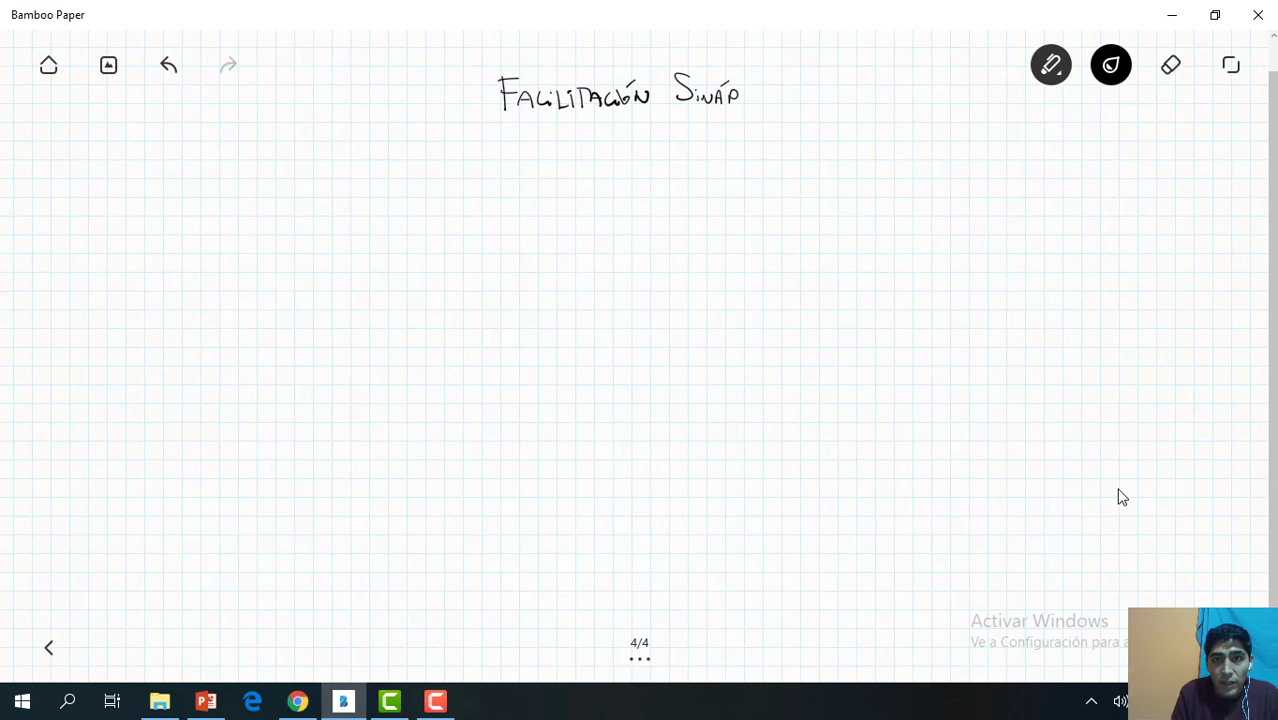 Bamboo Paper
Facilitación Sináp
Activar Windows
Ve a Configuración para a
4/4